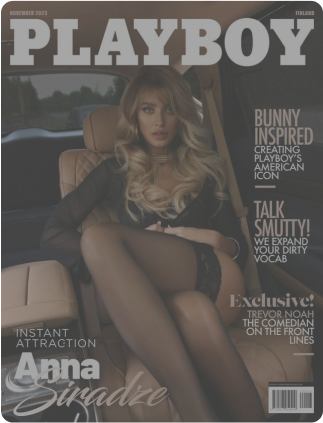 NOVEMBER 2023
FINLAND
PLAYBOY
BUNNY
INSPIRED
CREATING
PLAYBOY'S
AMERICAN
ICON
TALK
SMUTTY!
WE EXPAND
YOUR DIRTY
VOCAB
Exclusive!
TREVOR NOAH
THE COMEDIAN
ON THE FRONT
LINES
INSTANT
ATTRACTION
Anna
Siradze